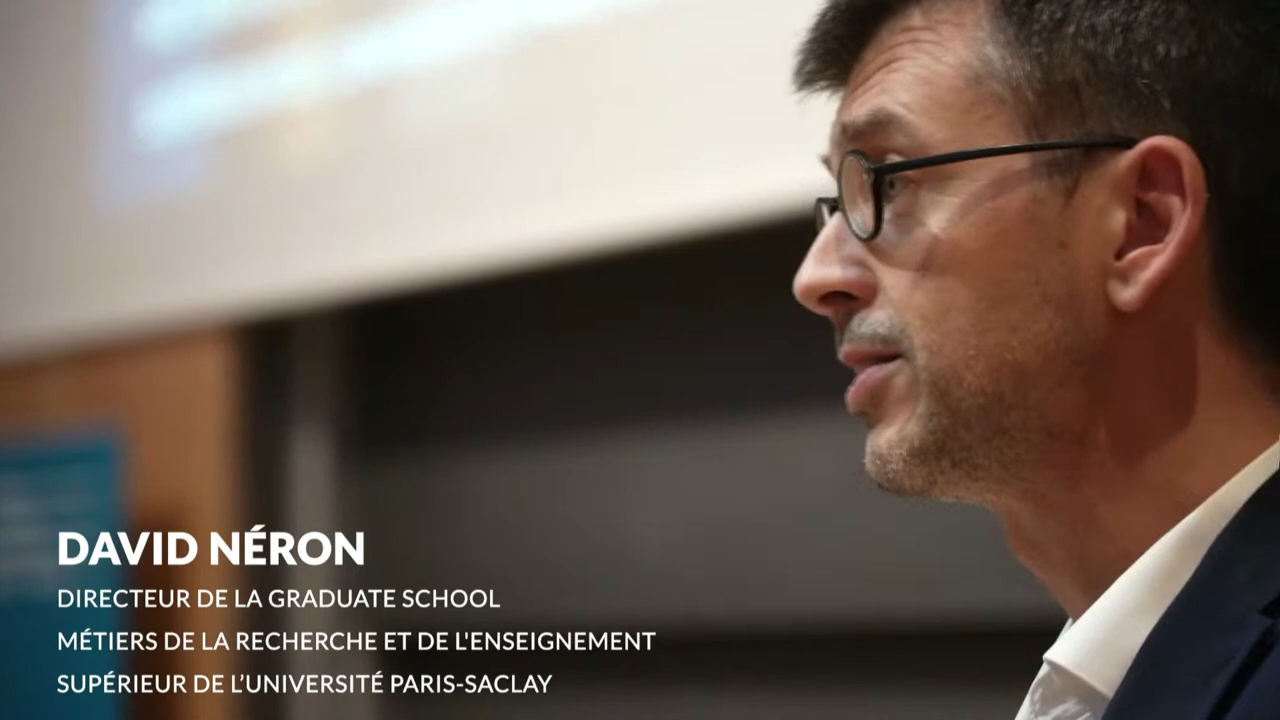 DAVID NÉRON
DIRECTEUR DE LA GRADUATE SCHOOL
MÉTIERS DE LA RECHERCHE ET DE L'ENSEIGNEMENT
SUPÉRIEUR DE L’UNIVERSITÉ PARIS-SACLAY